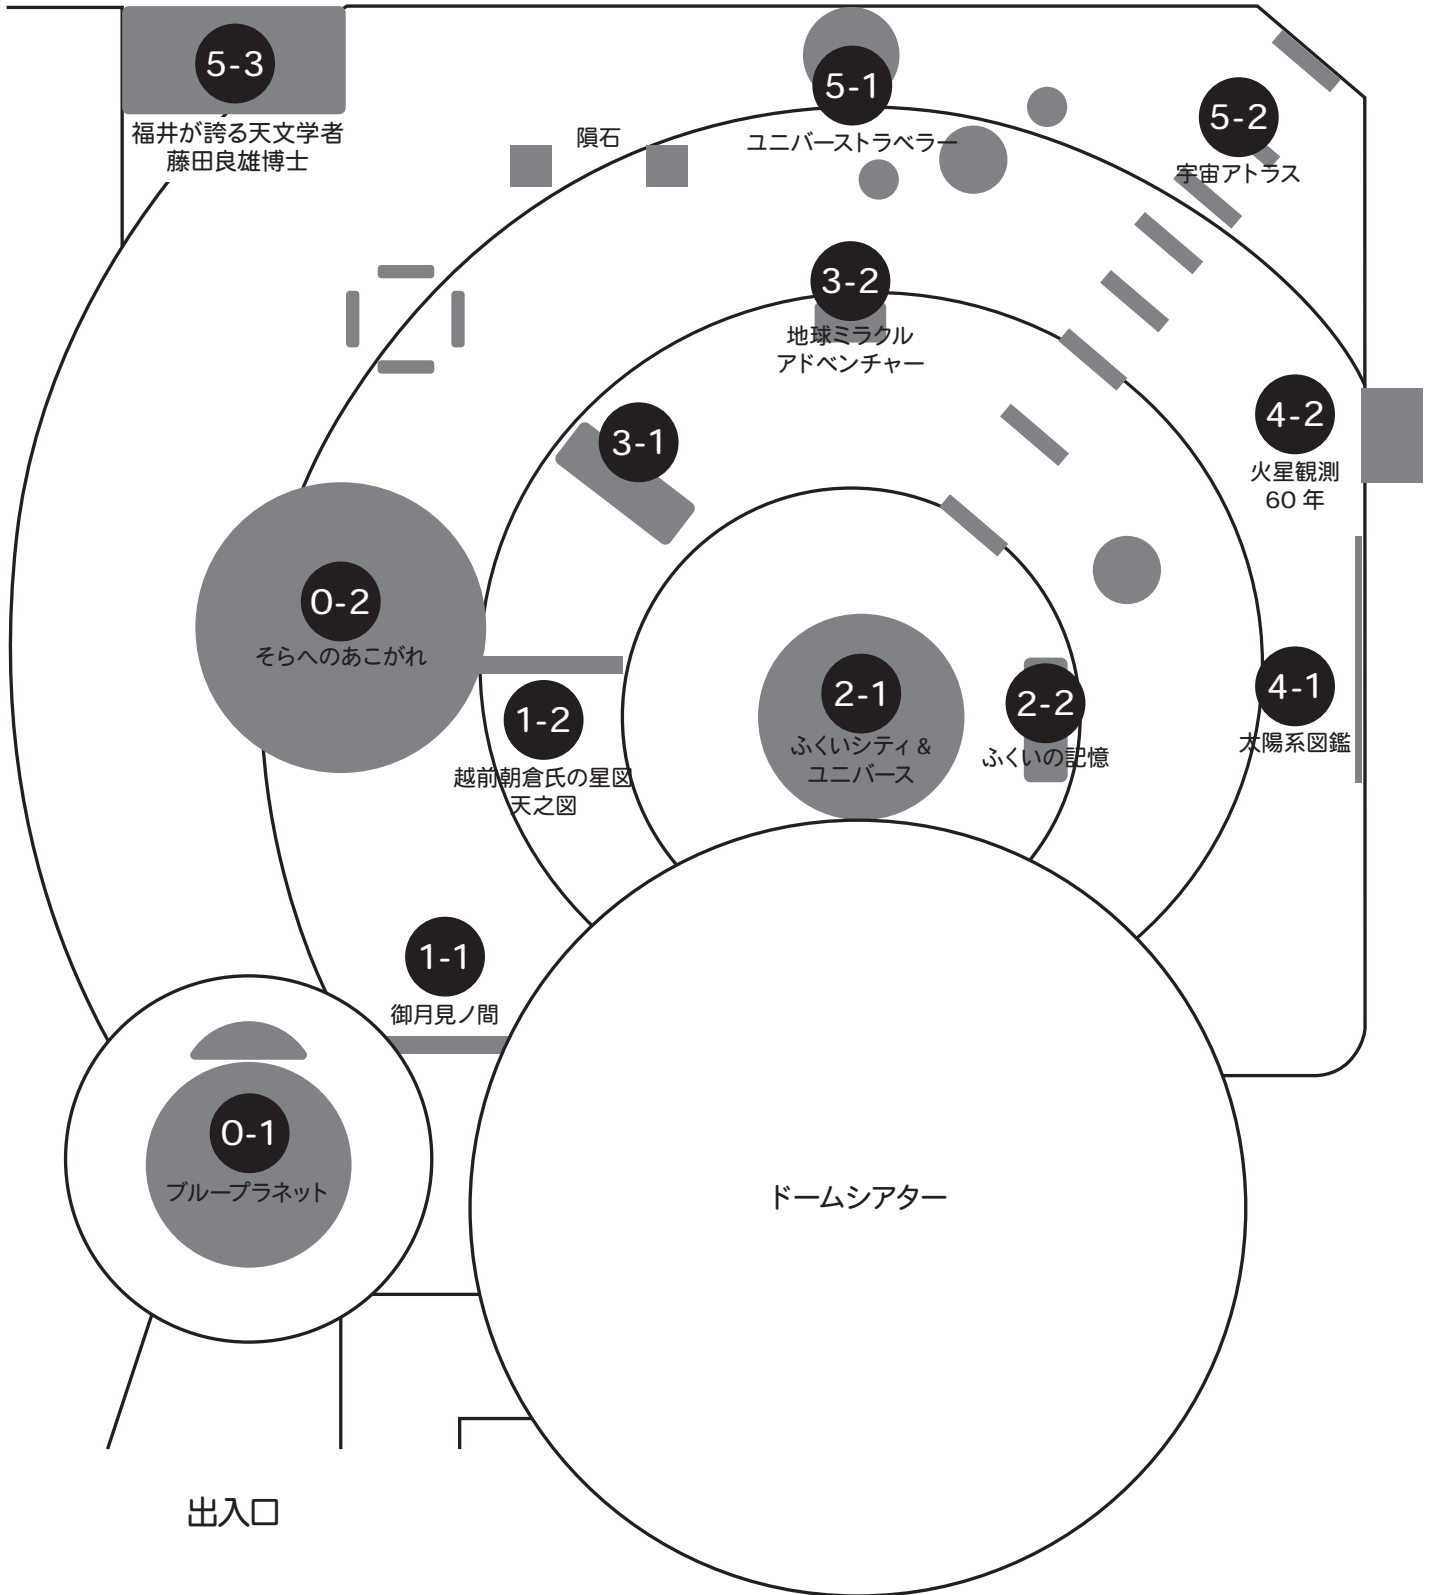 5-3
福井が誇る天文学者
藤田良雄博士
隕石
5-1
ユニバーストラベラー
5-2
宇宙アトラス
3-2
地球ミラクル
アドベンチャー
3-1
4-2
火星観測
60年
0-2
そらへのあこがれ
1-2
越前朝倉氏の星図
天之図
2-1
ふくいシティ&
ユニバース
2-2
ふくいの記憶
4-1
太陽系図鑑
1-1
御月見ノ間
0-1
ブループラネット
ドームシアター
出入口